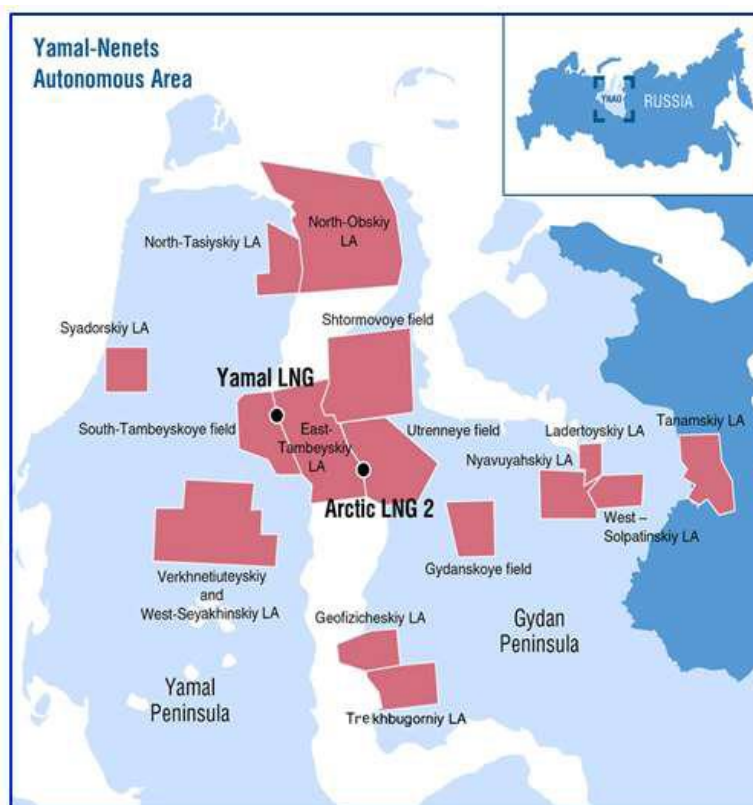 Yamal-Nenets
Autonomous Area
YNAO
RUSSIA
North-Obskiy
LA
North-Tasiyskiy LA
Shtormovoye field
Syadorskiy LA
Yamal LNG
South-Tambeyskoye field
East-
Tambeyskiy
LA
Utrenneye field
Ladertoyskiy LA
Tanamskiy LA
Nyavuyahskiy LA
Arctic LNG 2
West –
Solpatinskiy LA
Gydanskoye field
Verkhnetiuteyskiy
and
West-Seyakhinskiy LA
Geofizicheskiy LA
Gydan
Peninsula
Yamal
Peninsula
Trekhbugorniy LA